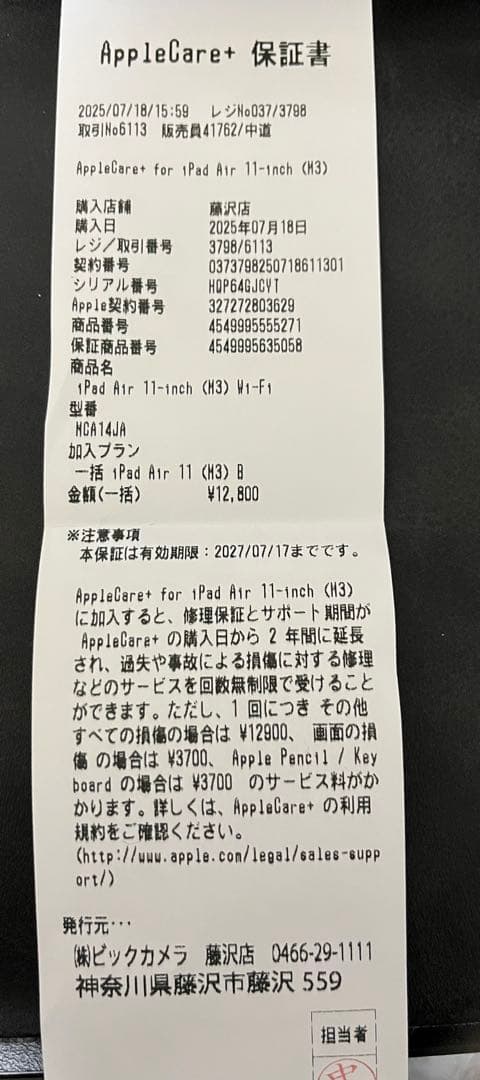 AppleCare+ 保証書
2025/07/18/15:59 レジNo037/3798
取引No6113 販売員41762/中道
AppleCare+ for iPad Air 11-inch (M3)
購入店舗 藤沢店
購入日 2025年07月18日
レジ/取引番号 3798/6113
契約番号 0373798250718611301
シリアル番号 HQP64GJCYT
Apple契約番号 327272803629
商品番号 4549995555271
保証商品番号 4549995635058
商品名
iPad Air 11-inch (M3) Wi-Fi
型番
MCA14JA
加入プラン
一括 iPad Air 11 (M3) B
金額(一括) ¥12,800
※注意事項
本保証は有効期限：2027/07/17までです。
AppleCare+ for iPad Air 11-inch (M3)
に加入すると、修理保証とサポート期間が
AppleCare+ の購入日から 2 年間に延長
され、過失や事故による損傷に対する修理
などのサービスを回数無制限で受けること
ができます。ただし、1 回につき その他
すべての損傷の場合は ¥12900、 画面の損
傷 の場合は ¥3700、 Apple Pencil / Key
board の場合は ¥3700 のサービス料がか
かります。詳しくは、AppleCare+ の利用
規約をご確認ください。
(http://www.apple.com/legal/sales-supp
ort/)
発行元･･･
㈱ビックカメラ 藤沢店 0466-29-1111
神奈川県藤沢市藤沢 559
担当者